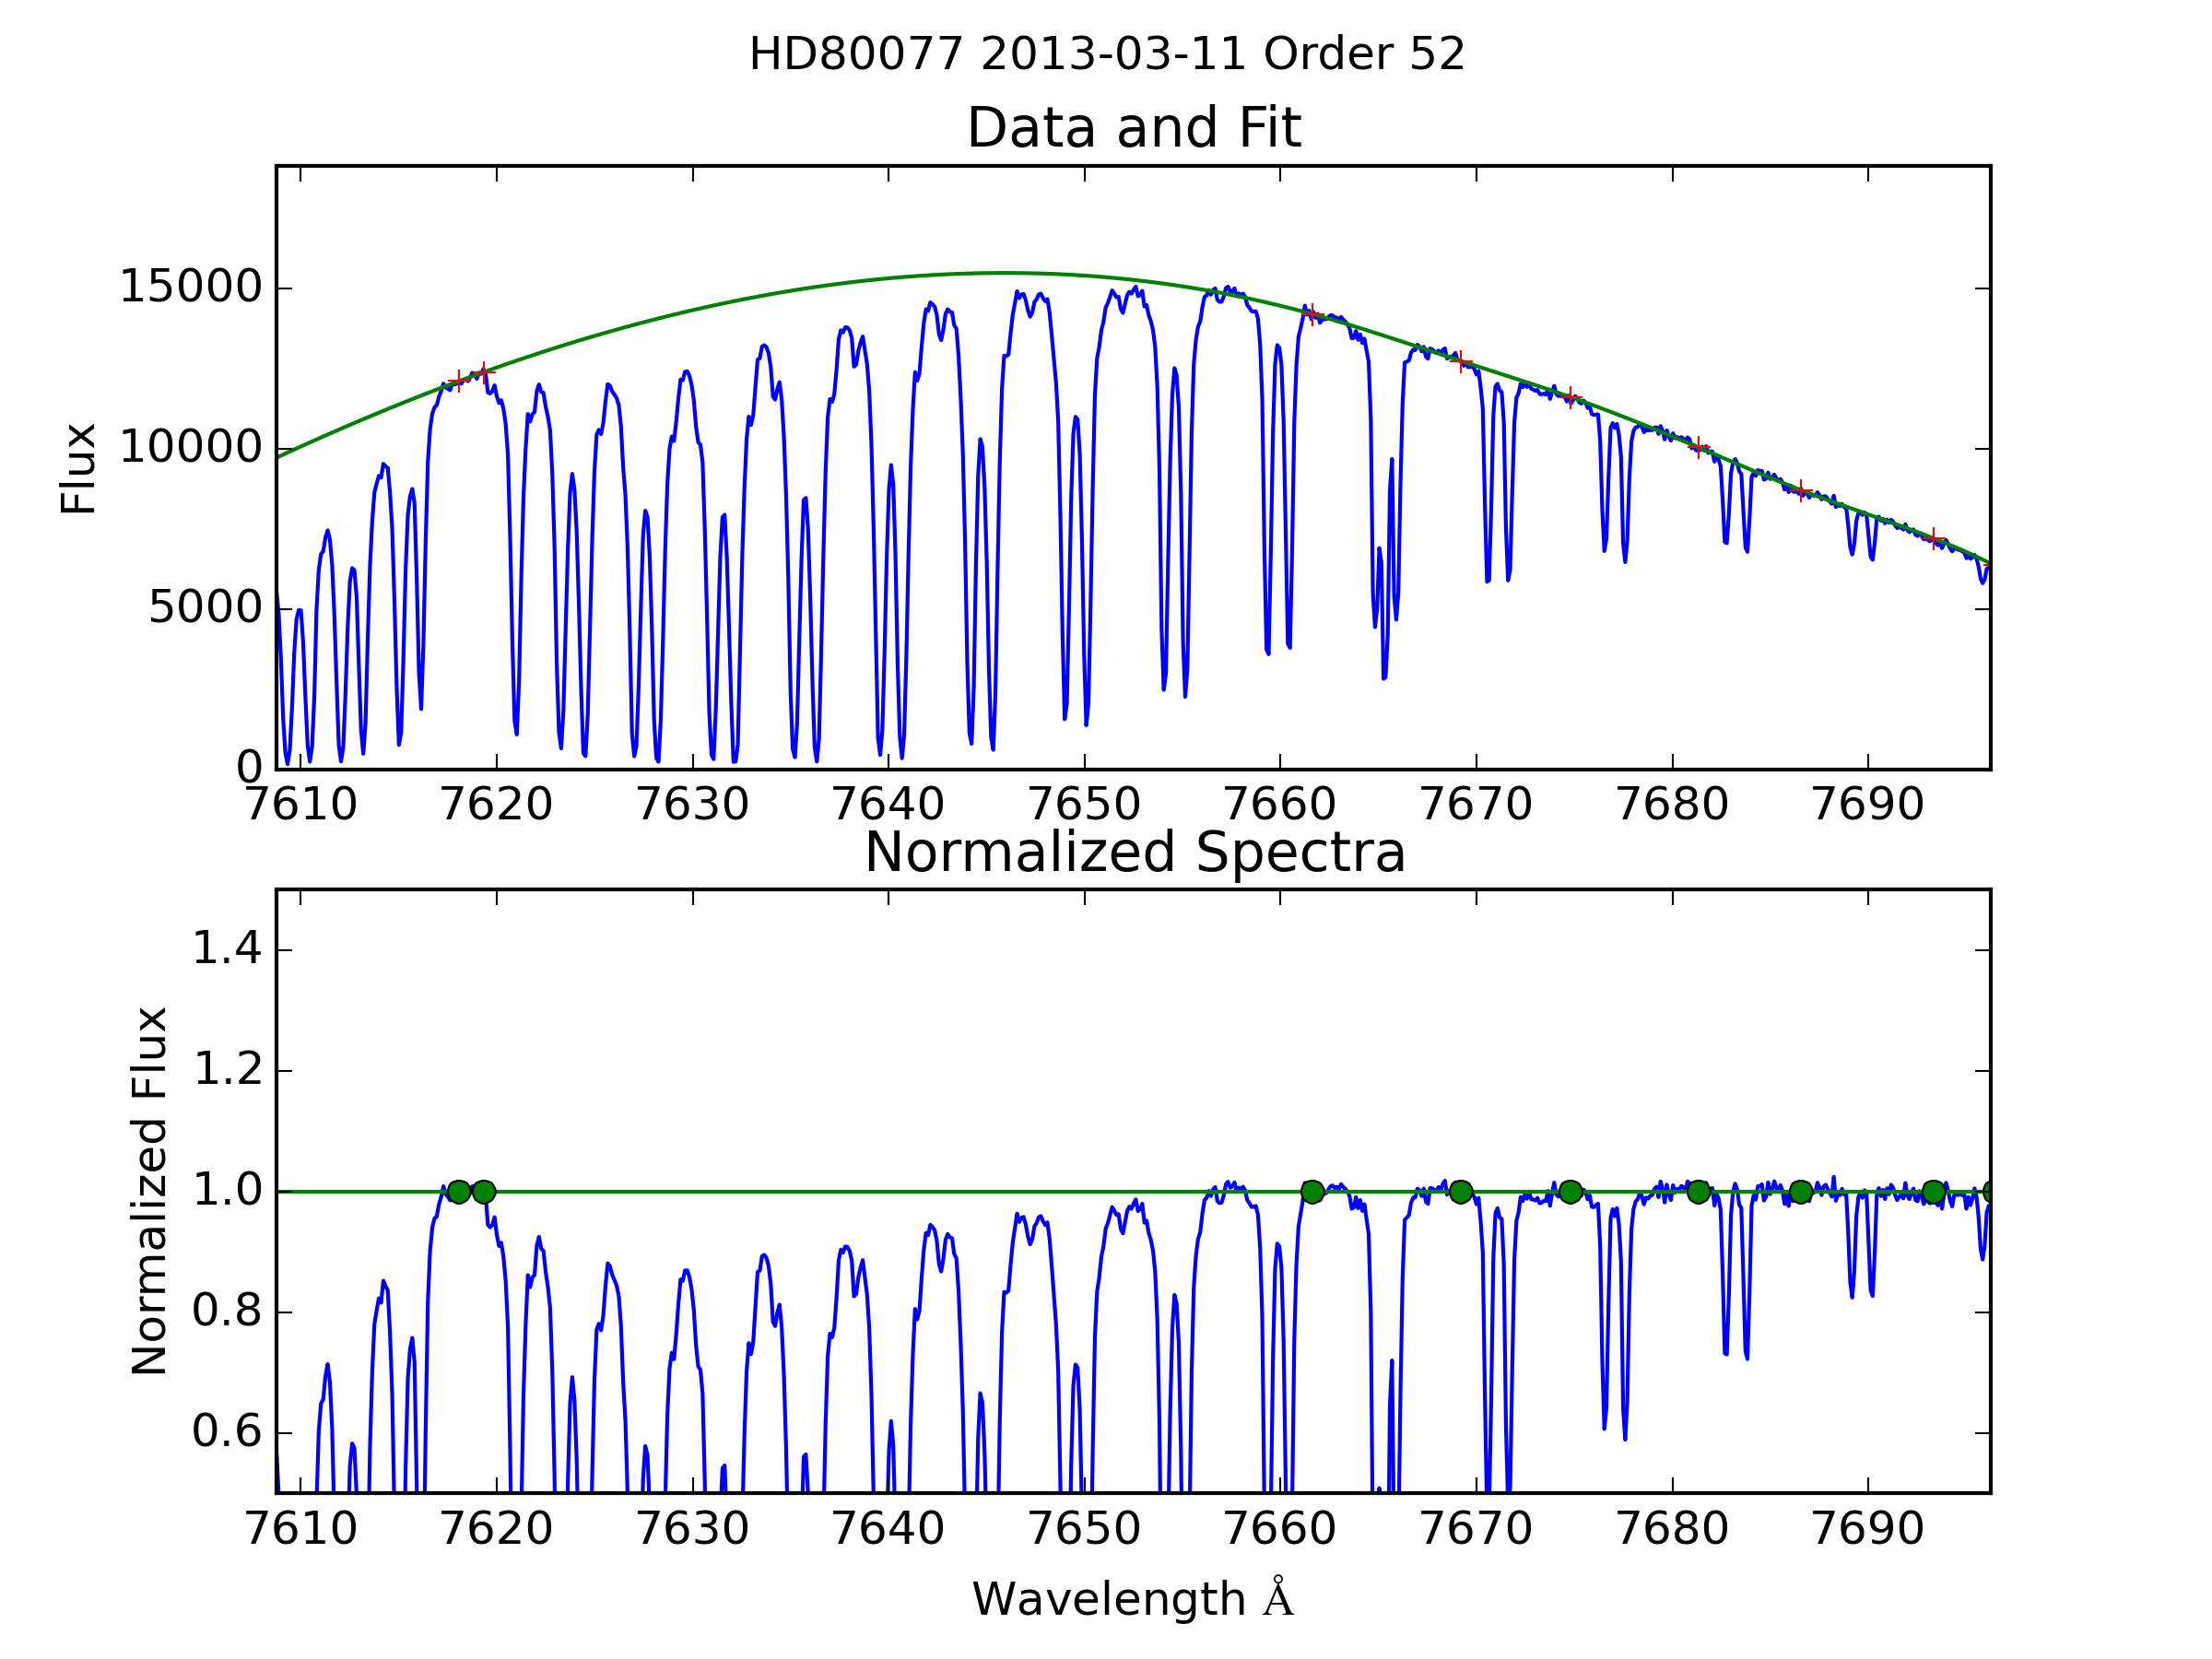 HD80077 2013-03-11 Order 52
Data and Fit
Flux
15000
10000
5000
0
7610 7620 7630 7640 7650 7660 7670 7680 7690
Normalized Spectra
Normalized Flux
1.4
1.2
1.0
0.8
0.6
7610 7620 7630 7640 7650 7660 7670 7680 7690
Wavelength Å